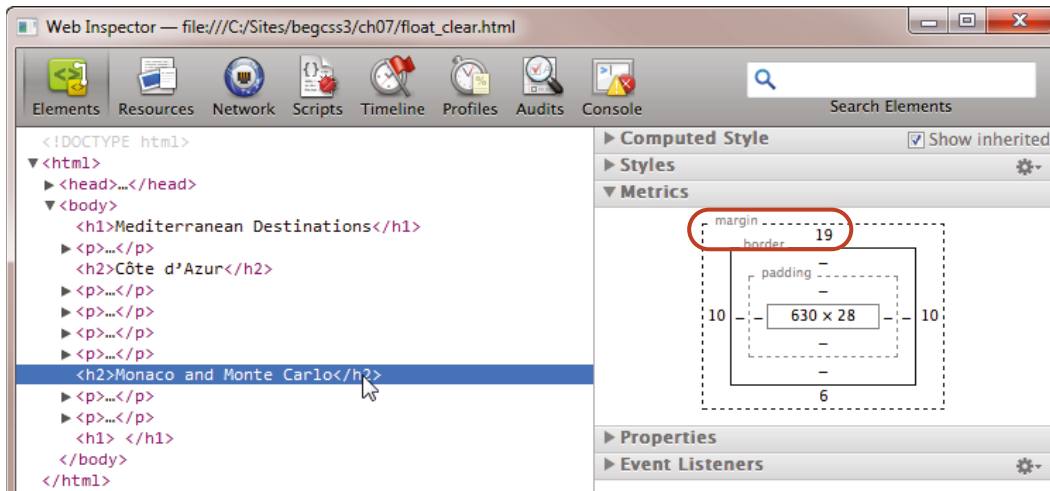 Web Inspector — file:///C:/Sites/begcss3/ch07/float_clear.html
Elements Resources Network Scripts Timeline Profiles Audits Console Search Elements
<!DOCTYPE html>
▼<html>
▶<head>…</head>
▼<body>
<h1>Mediterranean Destinations</h1>
▶<p>…</p>
<h2>Côte d’Azur</h2>
▶<p>…</p>
▶<p>…</p>
▶<p>…</p>
▶<p>…</p>
<h2>Monaco and Monte Carlo</h2>
▶<p>…</p>
▶<p>…</p>
<h1> </h1>
</body>
</html>
▶Computed Style Show inherited
▶Styles
▼Metrics
margin 19
border –
padding –
10 – – 630 × 28 – – 10
–
–
6
▶Properties
▶Event Listeners